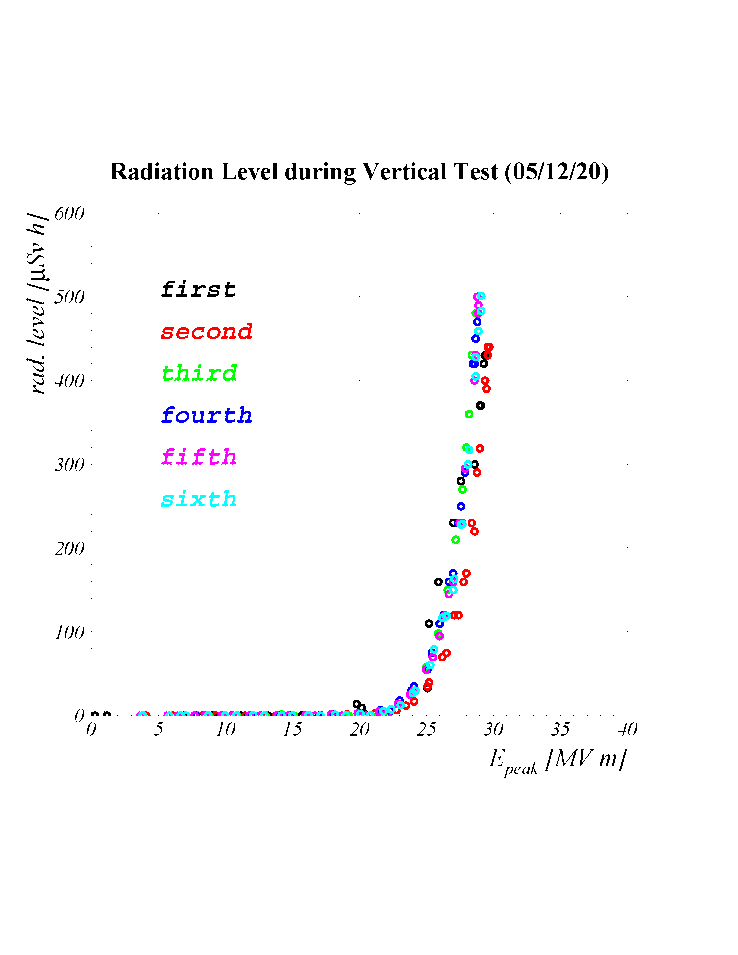 Radiation Level during Vertical Test (05/12/20)
rad. level [μSv h]
600
500
400
300
200
100
0
first
second
third
fourth
fifth
sixth
0 5 10 15 20 25 30 35 40
E peak [MV m]